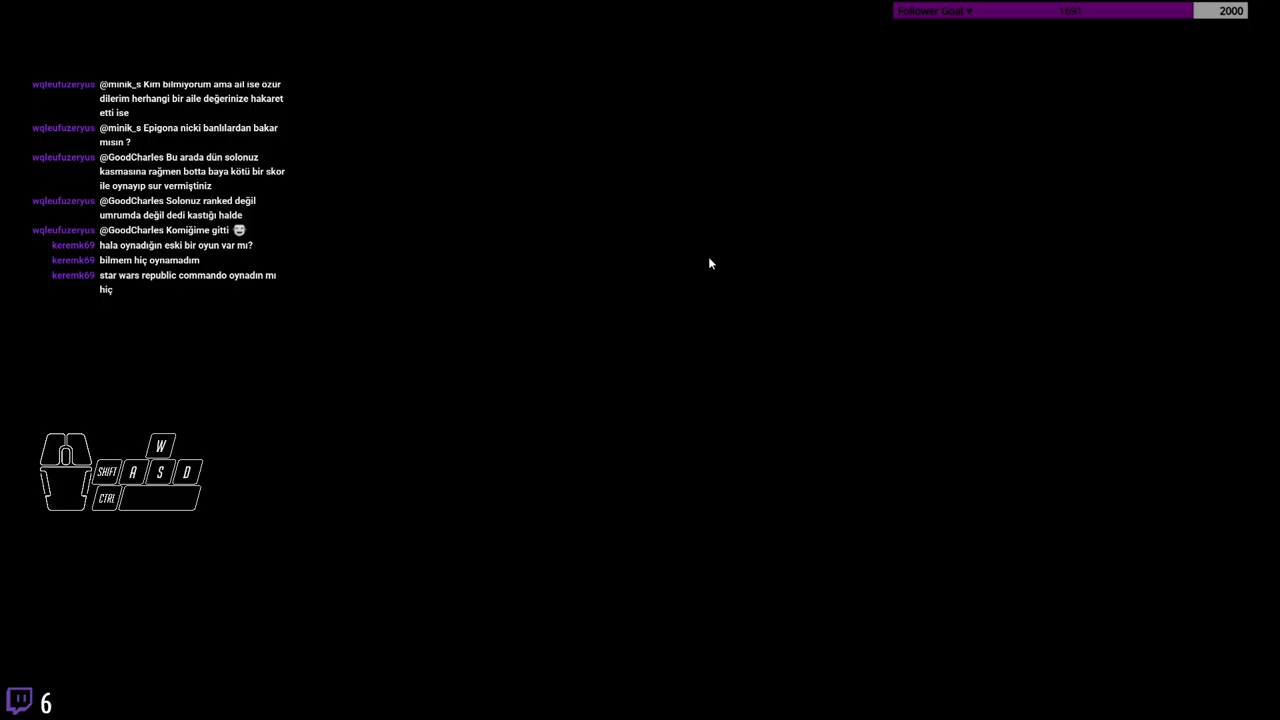 Follower Goal ♥ 1691 2000
wqleufuzeryus @minik_s Kim bilmiyorum ama ail ise özür
dilerim herhangi bir aile değerinize hakaret
etti ise
wqleufuzeryus @minik_s Epigona nicki banlılardan bakar
mısın ?
wqleufuzeryus @GoodCharles Bu arada dün solonuz
kasmasına rağmen botta baya kötü bir skor
ile oynayıp sur vermiştiniz
wqleufuzeryus @GoodCharles Solonuz ranked değil
umrumda değil dedi kastığı halde
wqleufuzeryus @GoodCharles Komiğime gitti
keremk69 hala oynadığın eski bir oyun var mı?
keremk69 bilmem hiç oynamadım
keremk69 star wars republic commando oynadın mı
hiç
W
SHIFT A S D
CTRL
6